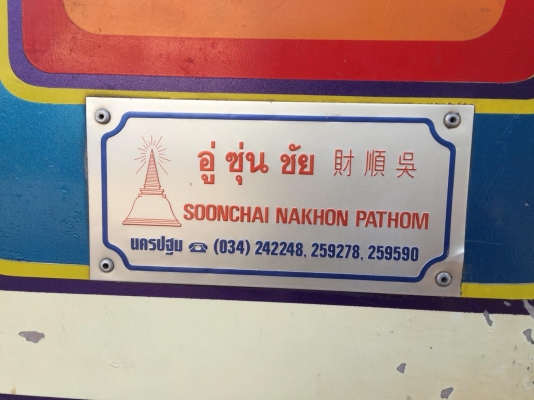 อู่ ซุ่น ชัย 財順吳
SOONCHAI NAKHON PATHOM
นครปฐม ☎ (034) 242248, 259278, 259590